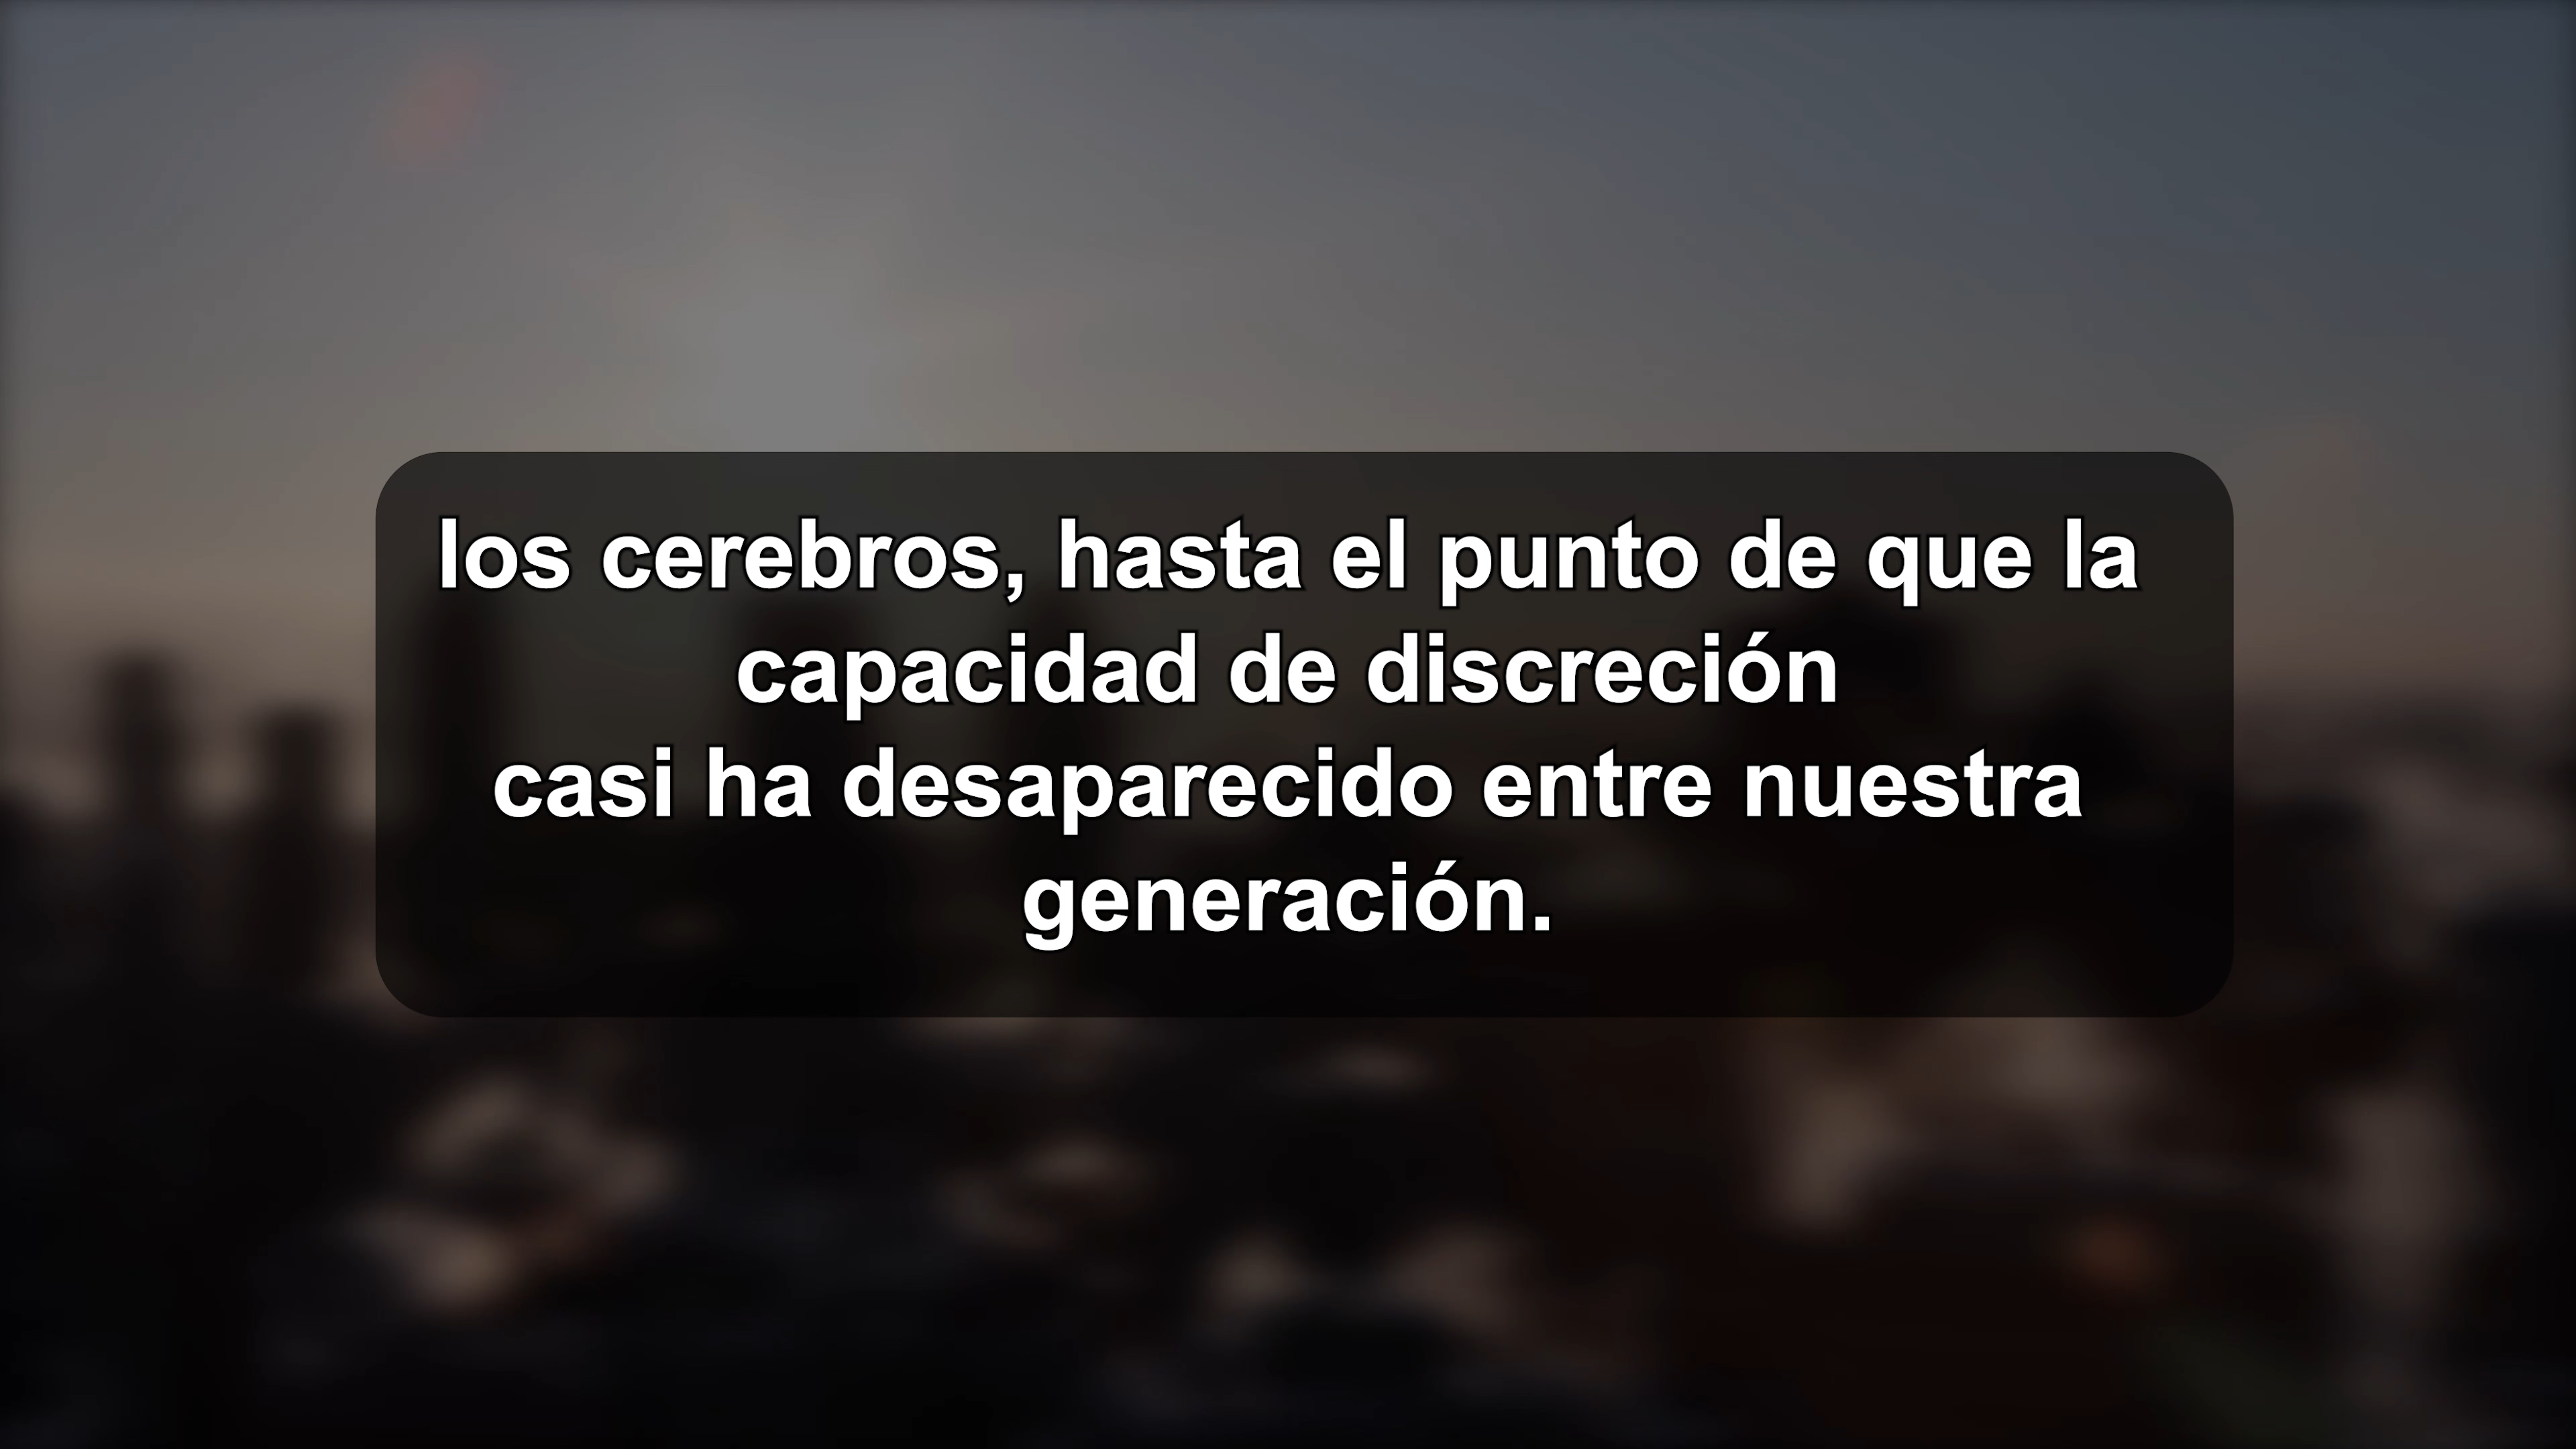 los cerebros, hasta el punto de que la
capacidad de discreción
casi ha desaparecido entre nuestra
generación.